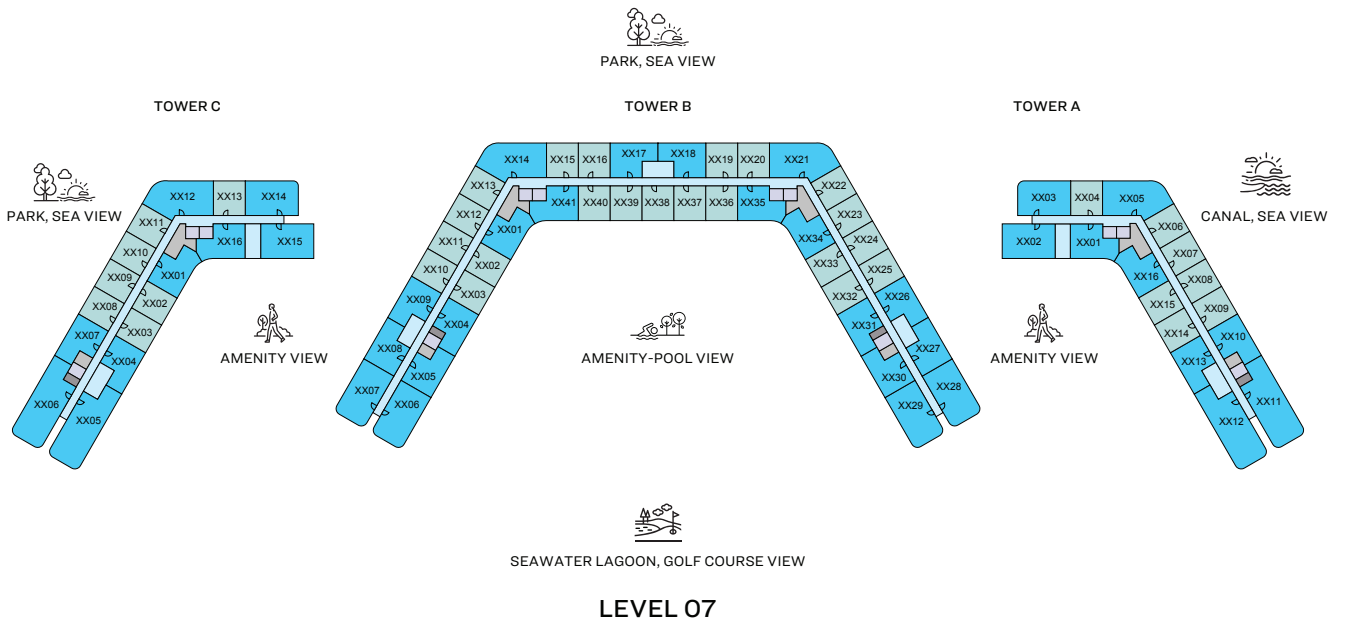 PARK, SEA VIEW
TOWER C
TOWER B
TOWER A
PARK, SEA VIEW
CANAL, SEA VIEW
XX12
XX13
XX14
XX11
XX16
XX15
XX10
XX01
XX09
XX02
XX08
XX03
XX07
XX04
XX06
XX05
XX14
XX15
XX16
XX17
XX18
XX19
XX20
XX21
XX13
XX41
XX40
XX39
XX38
XX37
XX36
XX35
XX22
XX12
XX01
XX34
XX23
XX11
XX02
XX33
XX24
XX10
XX03
XX32
XX25
XX09
XX04
XX31
XX26
XX08
XX05
XX30
XX27
XX07
XX06
XX29
XX28
XX03
XX04
XX05
XX02
XX01
XX06
XX16
XX07
XX15
XX08
XX14
XX09
XX13
XX10
XX12
XX11
AMENITY VIEW
AMENITY-POOL VIEW
AMENITY VIEW
SEAWATER LAGOON, GOLF COURSE VIEW
LEVEL 07